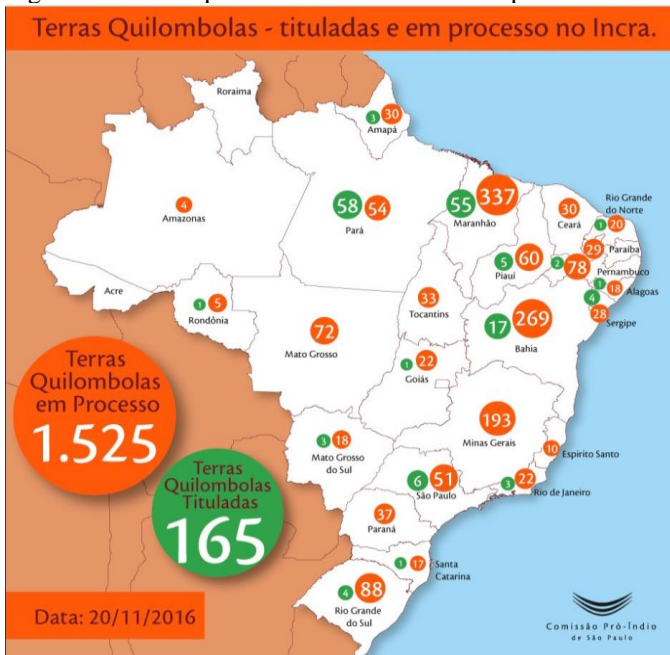 Terras Quilombolas - tituladas e em processo no Incra.
Roraima
3 30
Amapá
4
Amazonas
58 54
Pará
55 337
Maranhão
30
Ceará
Rio Grande
do Norte
1 20
29 Paraíba
5 60
Piauí
2 78
Pernambuco
1 18 Alagoas
4
28
Sergipe
Acre
1 5
Rondônia
33
Tocantins
72
Mato Grosso
17 269
Bahia
1 22
Goiás
193
Minas Gerais
10 Espirito Santo
3 18
Mato Grosso
do Sul
6 51
São Paulo
3 22
Rio de Janeiro
37
Paraná
1 17 Santa
Catarina
4 88
Rio Grande
do Sul
Terras
Quilombolas
em Processo
1.525
Terras
Quilombolas
Tituladas
165
Data: 20/11/2016
Comissão Pró-Índio
de São Paulo